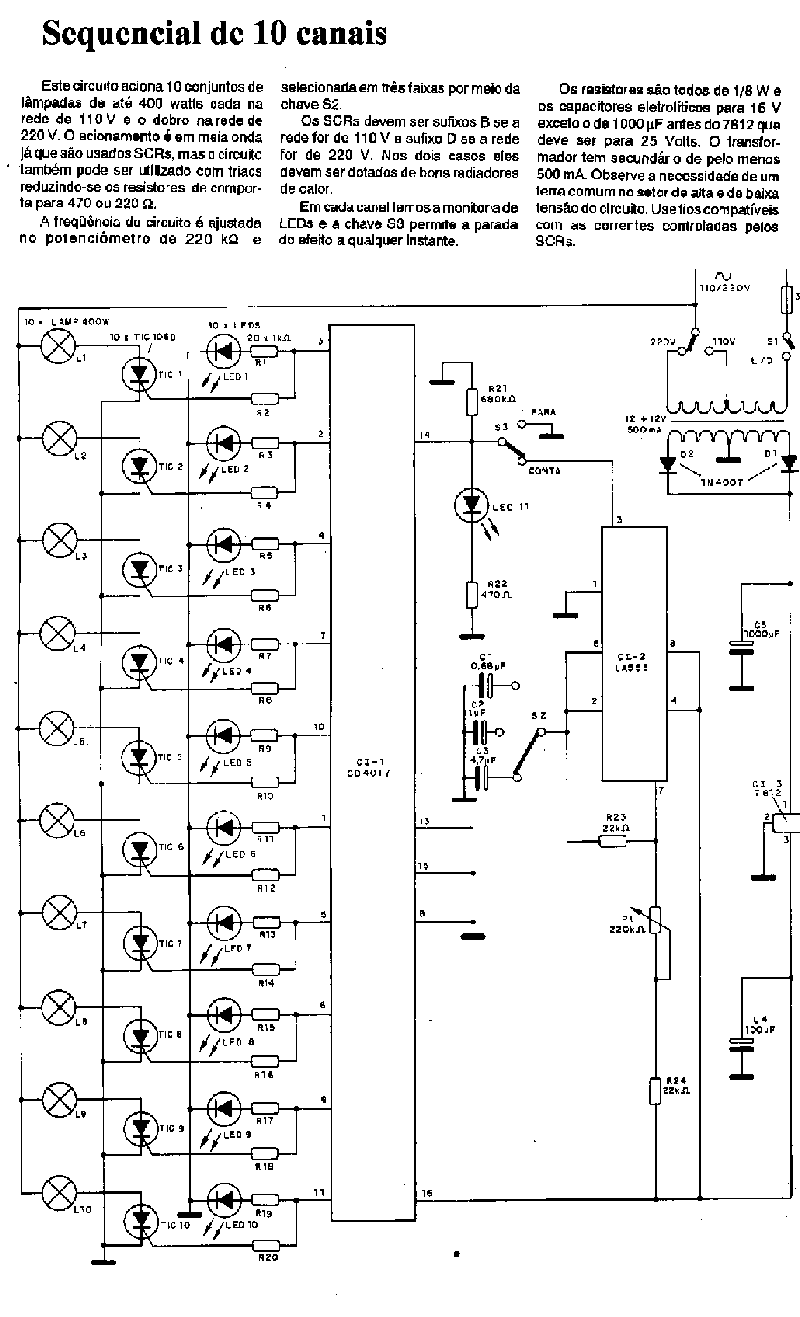 Sequencial de 10 canais
Este circuito aciona 10 conjuntos de
lâmpadas de até 400 watts cada na
rede de 110 V e o dobro na rede de
220 V. O acionamento é em meia onda
já que são usados SCRs, mas o circuito
também pode ser utilizado com triacs
reduzindo-se os resistores de compor-
ta para 470 ou 220 Ω.
A freqüência do circuito é ajustada
no potenciômetro de 220 kΩ e
selecionada em três faixas por meio da
chave S2.
Os SCRs devem ser sufixos B se a
rede for de 110 V e sufixo D se a rede
for de 220 V. Nos dois casos eles
devem ser dotados de bons radiadores
de calor.
Em cada canal temos a monitoria de
LEDs e a chave S3 permite a parada
do efeito a qualquer instante.
Os resistores são todos de 1/8 W e
os capacitores eletrolíticos para 16 V
exceto o de 1000 µF antes do 7812 que
deve ser para 25 Volts. O transfor-
mador tem secundário de pelo menos
500 mA. Observe a necessidade de um
terra comum no setor de alta e de baixa
tensão do circuito. Use fios compatíveis
com as correntes controladas pelos
SCRs.
110/220V
10 x LAMP 400W
10 x TIC106D
10 x LEDS
20 x 1kΩ
220V
110V
S1
12 + 12V
500mA
D2
D1
1N4007
L1
TIC 1
LED 1
R1
R2
3
L2
TIC 2
LED 2
R3
R4
2
L3
TIC 3
LED 3
R5
R6
4
L4
TIC 4
LED 4
R7
R8
7
L5
LED 5
R9
R10
10
L6
TIC 6
LED 6
R11
R12
1
L7
TIC 7
LED 7
R13
R14
5
L8
TIC 8
LED 8
R15
R16
6
L9
TIC 9
LED 9
R17
R18
9
L10
TIC 10
LED 10
R19
R20
11
CI-1
CD4017
14
13
15
8
16
R21
680kΩ
S3
PARA
CONTA
LED 11
R22
470Ω
C1
0,68µF
C2
1µF
C3
4,7µF
S2
3
1
6
2
8
4
7
CI-2
LM555
R23
22kΩ
P1
220kΩ
R24
22kΩ
C5
1000µF
CI-3
7812
1
2
3
C4
100µF